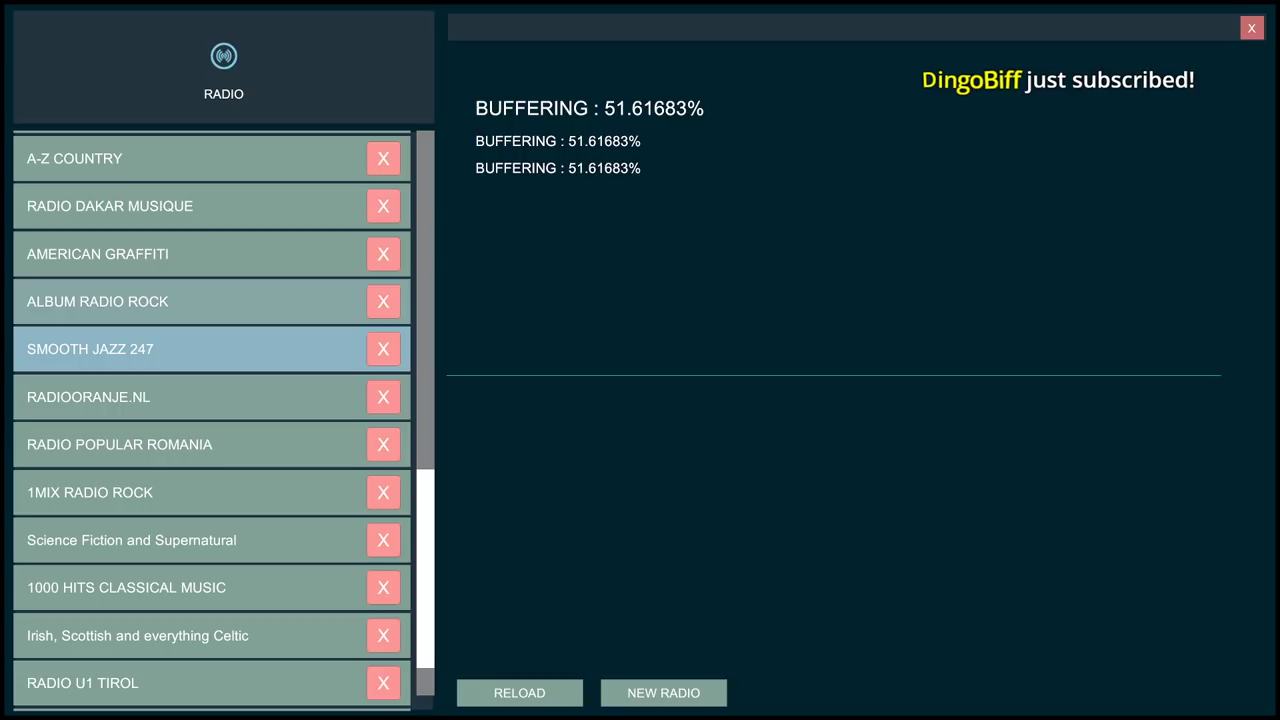 RADIO
A-Z COUNTRY X
RADIO DAKAR MUSIQUE X
AMERICAN GRAFFITI X
ALBUM RADIO ROCK X
SMOOTH JAZZ 247 X
RADIOORANJE.NL X
RADIO POPULAR ROMANIA X
1MIX RADIO ROCK X
Science Fiction and Supernatural X
1000 HITS CLASSICAL MUSIC X
Irish, Scottish and everything Celtic X
RADIO U1 TIROL X
X
DingoBiff just subscribed!
BUFFERING : 51.61683%
BUFFERING : 51.61683%
BUFFERING : 51.61683%
RELOAD NEW RADIO